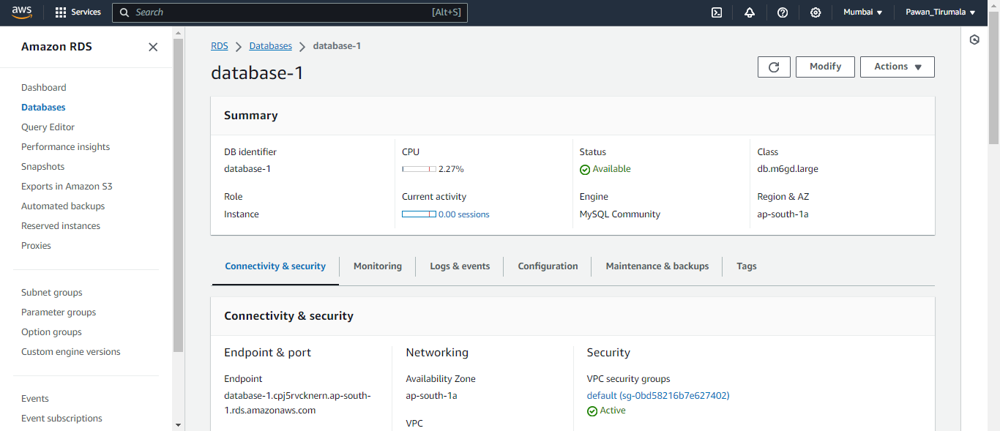 aws
Services
Search
[Alt+S]
Mumbai
Pawan_Tirumala
Amazon RDS
Dashboard
Databases
Query Editor
Performance insights
Snapshots
Exports in Amazon S3
Automated backups
Reserved instances
Proxies
Subnet groups
Parameter groups
Option groups
Custom engine versions
Events
Event subscriptions
RDS
Databases
database-1
database-1
Modify
Actions
Summary
DB identifier
database-1
CPU
2.27%
Status
Available
Class
db.m6gd.large
Role
Instance
Current activity
0.00 sessions
Engine
MySQL Community
Region & AZ
ap-south-1a
Connectivity & security
Monitoring
Logs & events
Configuration
Maintenance & backups
Tags
Connectivity & security
Endpoint & port
Endpoint
database-1.cpj5rvcknern.ap-south-
1.rds.amazonaws.com
Networking
Availability Zone
ap-south-1a
VPC
Security
VPC security groups
default (sg-0bd58216b7e627402)
Active